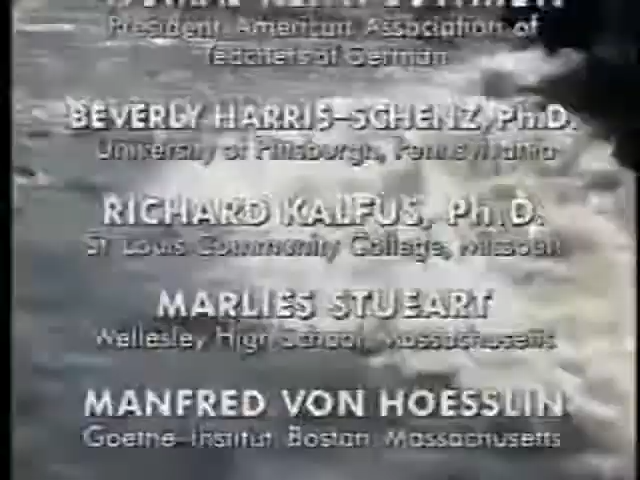 President, American Association of
Teachers of German
BEVERLY HARRIS-SCHENZ, Ph.D.
University of Pittsburgh, Pennsylvania
RICHARD KALFUS, Ph.D.
St. Louis Community College, Missouri
MARLIES STUEART
Wellesley High School, Massachusetts
MANFRED VON HOESSLIN
Goethe-Institut Boston, Massachusetts